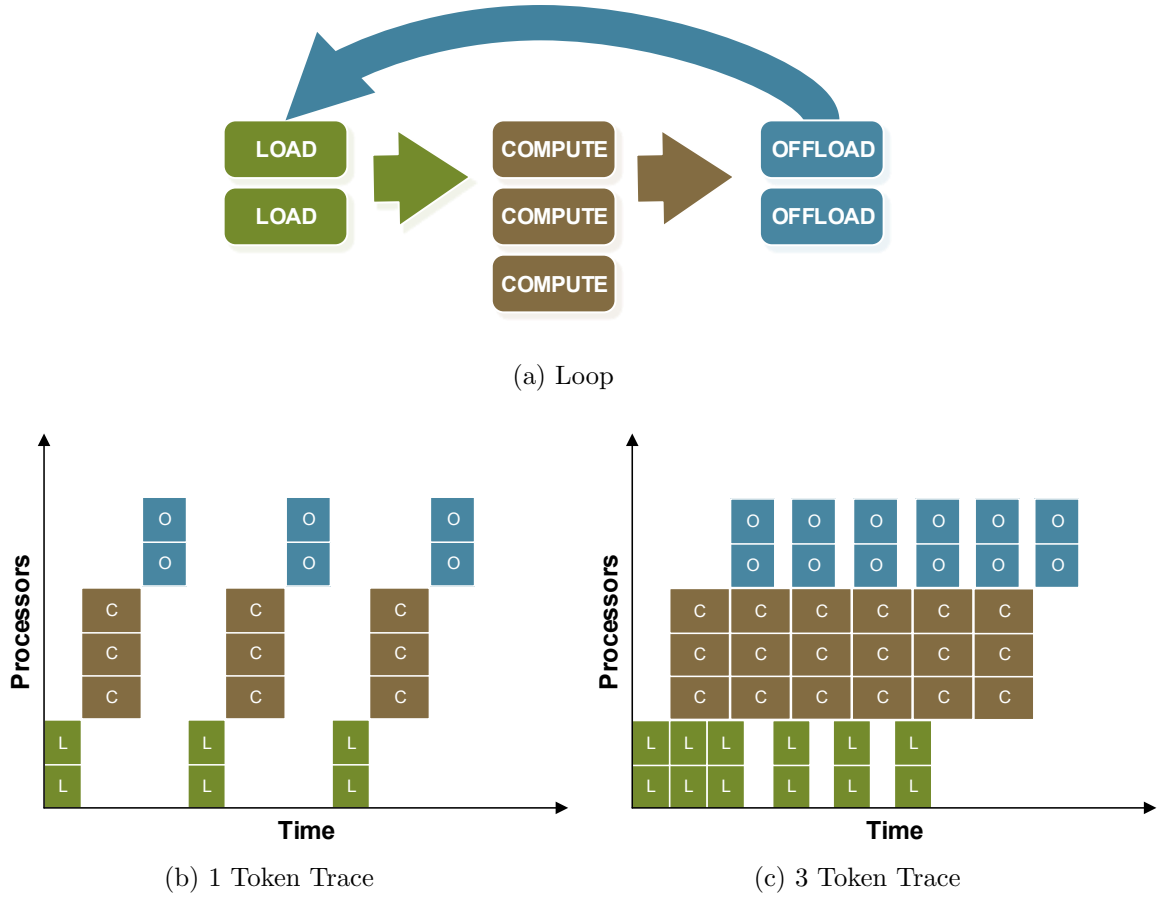 LOAD COMPUTE OFFLOAD
LOAD COMPUTE OFFLOAD
COMPUTE
(a) Loop
Processors
O O O
O O O
C C C
C C C
C C C
L L L
L L L
Time
(b) 1 Token Trace
Processors
O O O O O O
O O O O O O
C C C C C C
C C C C C C
C C C C C C
L L L L L L
L L L L L L
Time
(c) 3 Token Trace